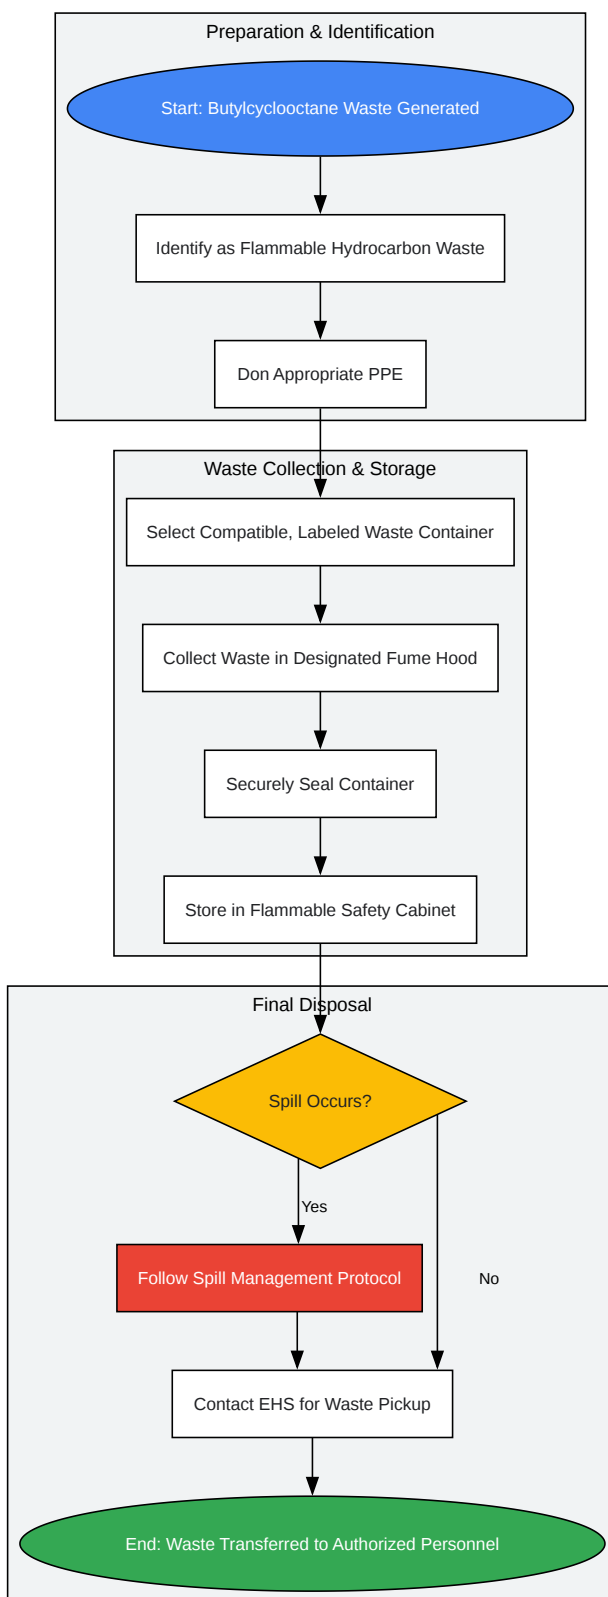 Preparation & Identification
Start: Butylcyclooctane Waste Generated
Identify as Flammable Hydrocarbon Waste
Don Appropriate PPE
Waste Collection & Storage
Select Compatible, Labeled Waste Container
Collect Waste in Designated Fume Hood
Securely Seal Container
Store in Flammable Safety Cabinet
Final Disposal
Spill Occurs?
Yes
Follow Spill Management Protocol
No
Contact EHS for Waste Pickup
End: Waste Transferred to Authorized Personnel